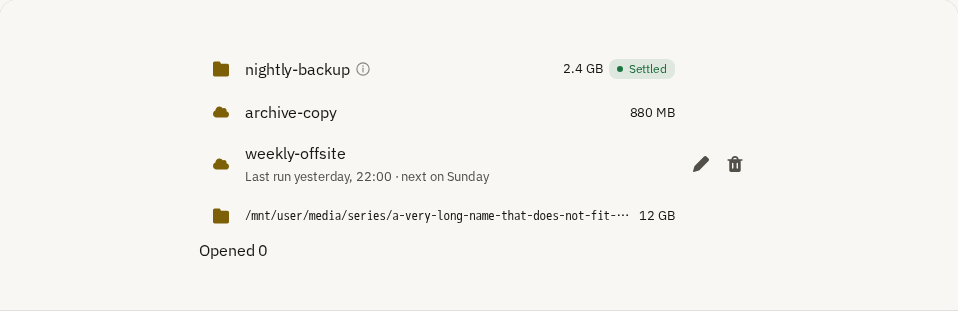 nightly-backup 2.4 GB Settled
archive-copy 880 MB
weekly-offsite
Last run yesterday, 22:00 · next on Sunday
/mnt/user/media/series/a-very-long-name-that-does-not-fit-… 12 GB
Opened 0